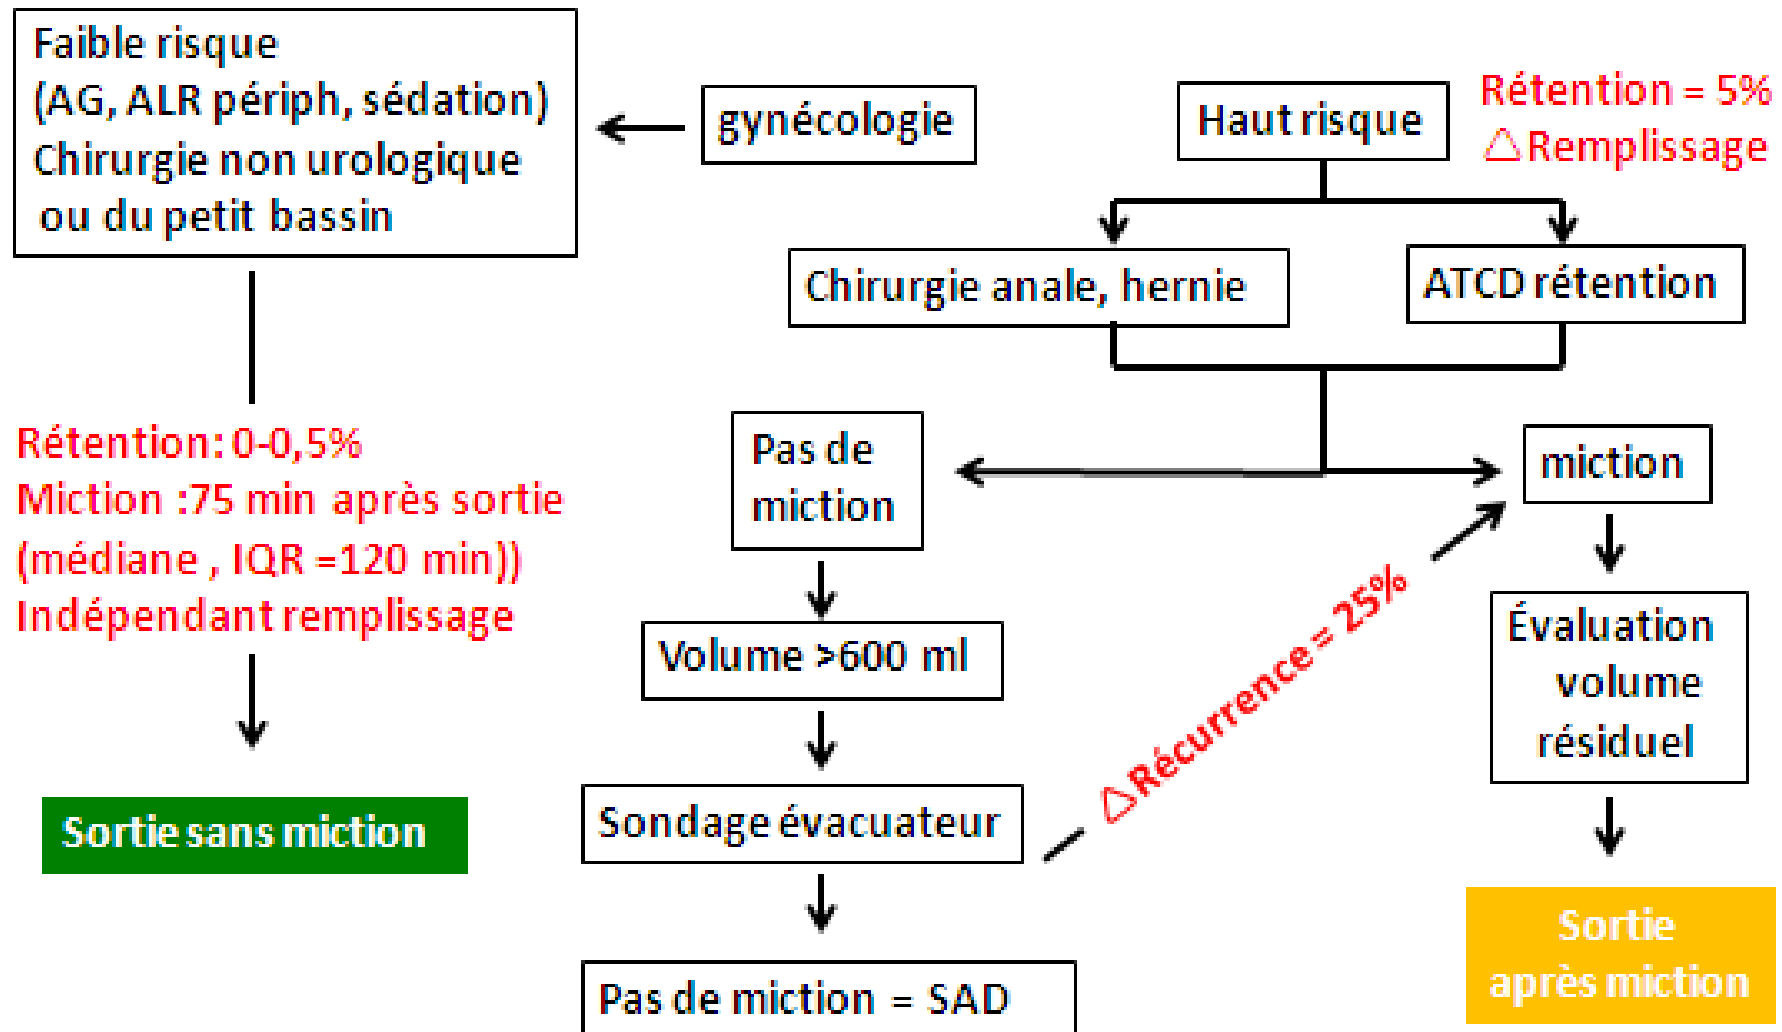 Faible risque
(AG, ALR périph, sédation)
Chirurgie non urologique
ou du petit bassin
gynécologie
Haut risque
Rétention = 5%
△Remplissage
Chirurgie anale, hernie
ATCD rétention
Rétention: 0-0,5%
Miction :75 min après sortie
(médiane , IQR =120 min))
Indépendant remplissage
Pas de
miction
miction
Volume >600 ml
△Récurrence = 25%
Évaluation
volume
résiduel
Sondage évacuateur
Sortie sans miction
Pas de miction = SAD
Sortie
après miction